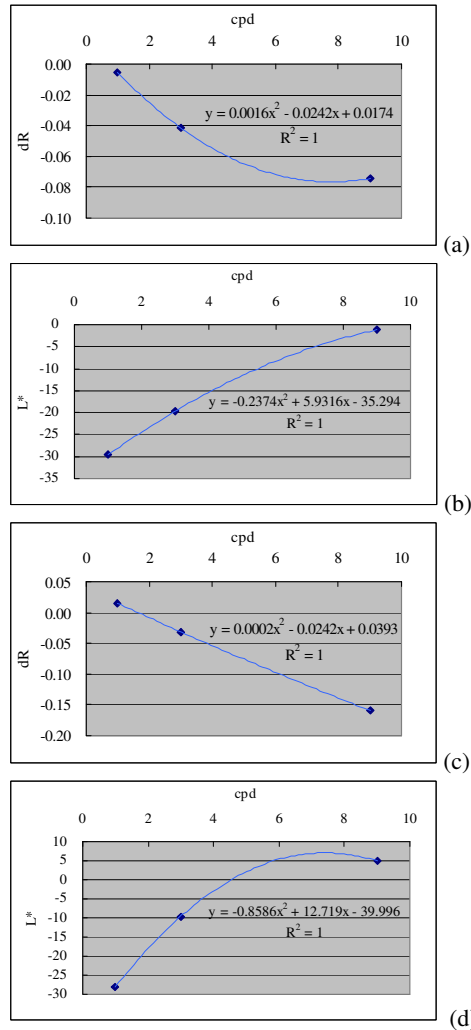 cpd
0 2 4 6 8 10
0.00
-0.02
-0.04
-0.06
-0.08
-0.10
dR
y = 0.0016x² - 0.0242x + 0.0174
R² = 1
(a)
cpd
0 2 4 6 8 10
0
-5
-10
-15
-20
-25
-30
-35
L*
y = -0.2374x² + 5.9316x - 35.294
R² = 1
(b)
cpd
0 2 4 6 8 10
0.05
0.00
-0.05
-0.10
-0.15
-0.20
dR
y = 0.0002x² - 0.0242x + 0.0393
R² = 1
(c)
cpd
0 2 4 6 8 10
10
5
0
-5
-10
-15
-20
-25
-30
L*
y = -0.8586x² + 12.719x - 39.996
R² = 1
(d